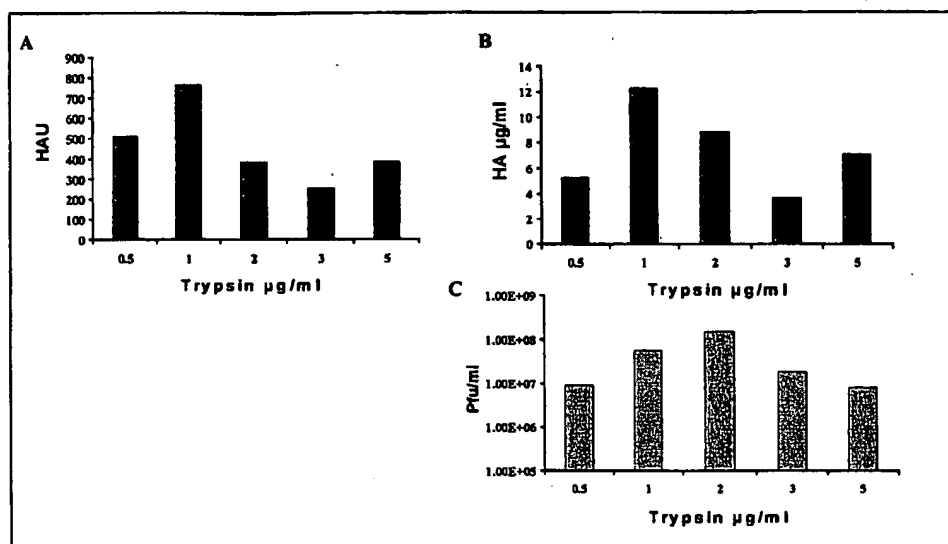 A
900
800
700
600
500
400
300
200
100
0
HAU
0.5 1 2 3 5
Trypsin µg/ml
B
14
12
10
8
6
4
2
0
HA µg/ml
0.5 1 2 3 5
Trypsin µg/ml
C
1.00E+09
1.00E+08
1.00E+07
1.00E+06
1.00E+05
Pfu/ml
0.5 1 2 3 5
Trypsin µg/ml